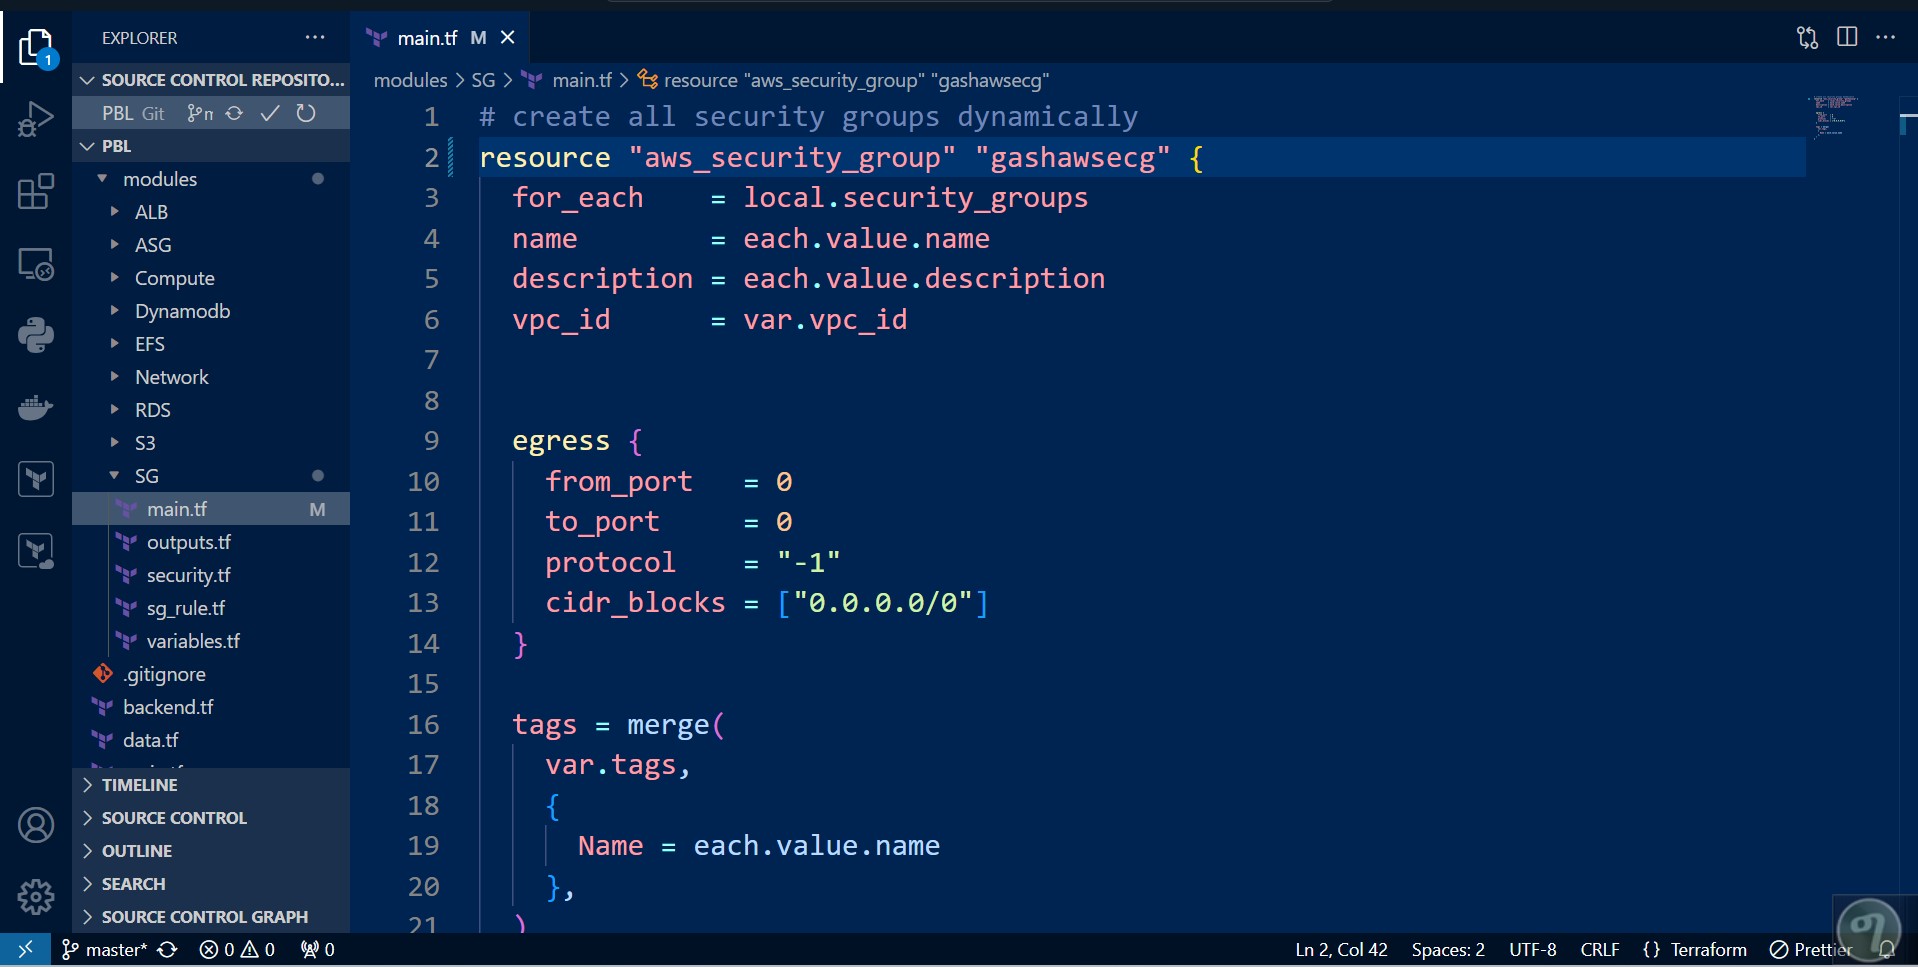 EXPLORER
SOURCE CONTROL REPOSITO...
PBL Git
PBL
modules
ALB
ASG
Compute
Dynamodb
EFS
Network
RDS
S3
SG
main.tf M
outputs.tf
security.tf
sg_rule.tf
variables.tf
.gitignore
backend.tf
data.tf
TIMELINE
SOURCE CONTROL
OUTLINE
SEARCH
SOURCE CONTROL GRAPH
1
main.tf M
modules > SG > main.tf > resource "aws_security_group" "gashawsecg"
1 # create all security groups dynamically
2 resource "aws_security_group" "gashawsecg" {
3 for_each = local.security_groups
4 name = each.value.name
5 description = each.value.description
6 vpc_id = var.vpc_id
7
8
9 egress {
10 from_port = 0
11 to_port = 0
12 protocol = "-1"
13 cidr_blocks = ["0.0.0.0/0"]
14 }
15
16 tags = merge(
17 var.tags,
18 {
19 Name = each.value.name
20 },
21 )
master* 0 0 0
Ln 2, Col 42 Spaces: 2 UTF-8 CRLF {} Terraform Prettier